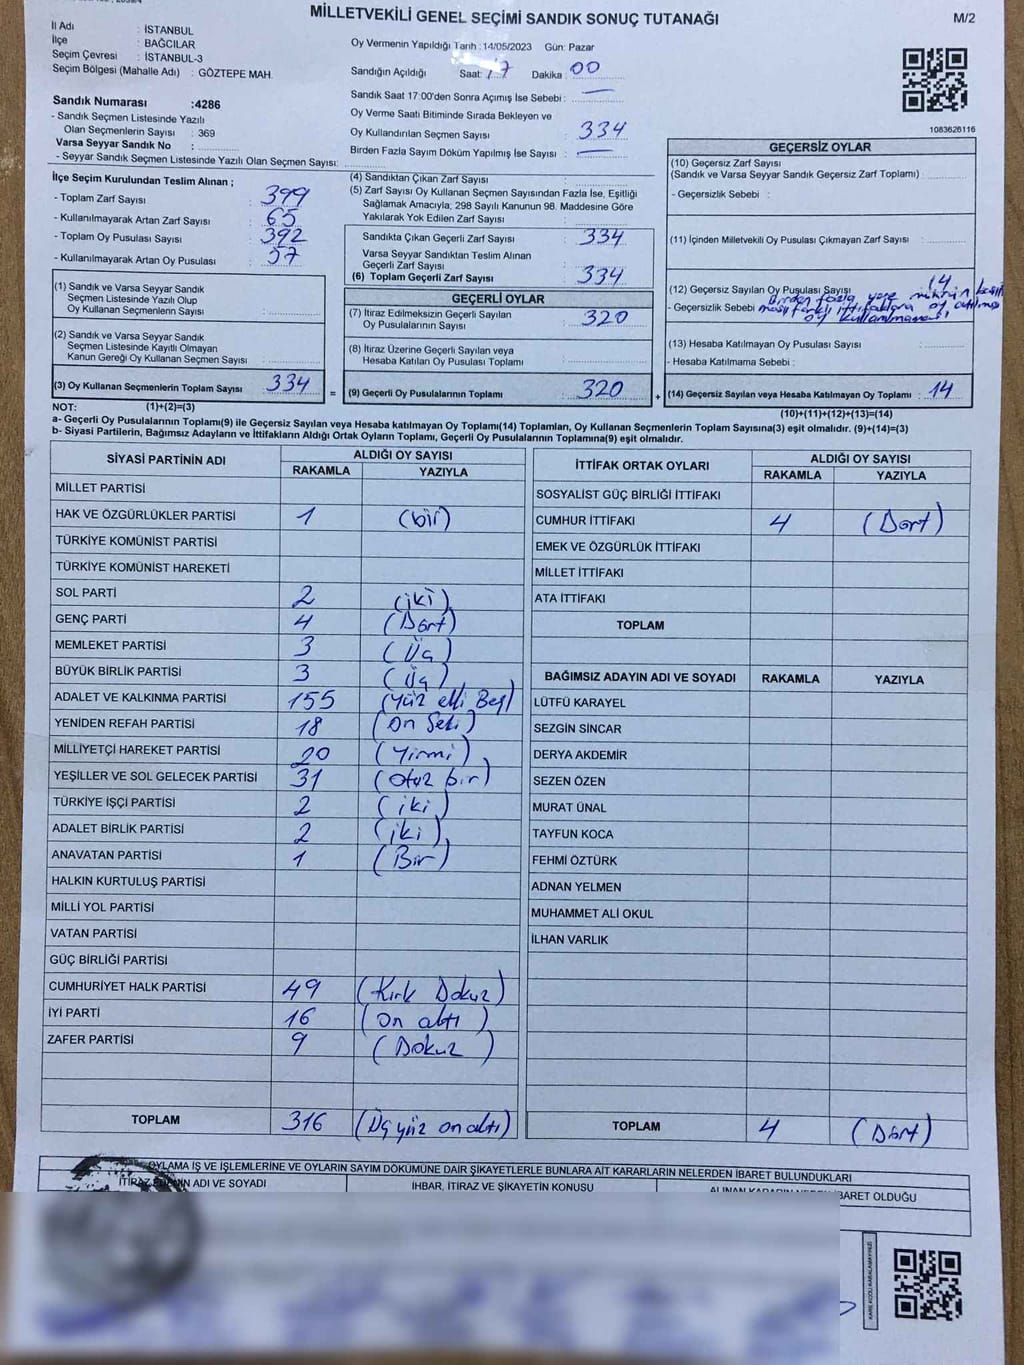 MİLLETVEKİLİ GENEL SEÇİMİ SANDIK SONUÇ TUTANAĞI
M/2
İl Adı : İSTANBUL
İlçe : BAĞCILAR
Seçim Çevresi : İSTANBUL-3
Seçim Bölgesi (Mahalle Adı) : GÖZTEPE MAH.
Oy Vermenin Yapıldığı Tarih : 14/05/2023 Gün: Pazar
Sandığın Açıldığı Saat: 17 Dakika : 00
Sandık Saat 17:00'den Sonra Açımış İse Sebebi :
Oy Verme Saati Bitiminde Sırada Bekleyen ve
Oy Kullandırılan Seçmen Sayısı : 334
Birden Fazla Sayım Döküm Yapılmış İse Sayısı :
1083626116
Sandık Numarası :4286
- Sandık Seçmen Listesinde Yazılı
Olan Seçmenlerin Sayısı : 369
Varsa Seyyar Sandık No :
- Seyyar Sandık Seçmen Listesinde Yazılı Olan Seçmen Sayısı:
İlçe Seçim Kurulundan Teslim Alınan ;
- Toplam Zarf Sayısı : 399
- Kullanılmayarak Artan Zarf Sayısı : 65
- Toplam Oy Pusulası Sayısı : 392
- Kullanılmayarak Artan Oy Pusulası : 57
(1) Sandık ve Varsa Seyyar Sandık
Seçmen Listesinde Yazılı Olup
Oy Kullanan Seçmenlerin Sayısı :
(2) Sandık ve Varsa Seyyar Sandık
Seçmen Listesinde Kayıtlı Olmayan
Kanun Gereği Oy Kullanan Seçmen Sayısı :
(3) Oy Kullanan Seçmenlerin Toplam Sayısı : 334 =
(4) Sandıktan Çıkan Zarf Sayısı :
(5) Zarf Sayısı Oy Kullanan Seçmen Sayısından Fazla İse, Eşitliği
Sağlamak Amacıyla; 298 Sayılı Kanunun 98. Maddesine Göre
Yakılarak Yok Edilen Zarf Sayısı :
Sandıkta Çıkan Geçerli Zarf Sayısı : 334
Varsa Seyyar Sandıktan Teslim Alınan
Geçerli Zarf Sayısı :
(6) Toplam Geçerli Zarf Sayısı : 334
GEÇERLİ OYLAR
(7) İtiraz Edilmeksizin Geçerli Sayılan
Oy Pusulalarının Sayısı : 320
(8) İtiraz Üzerine Geçerli Sayılan veya
Hesaba Katılan Oy Pusulası Toplamı :
(9) Geçerli Oy Pusulalarının Toplamı : 320 +
GEÇERSİZ OYLAR
(10) Geçersiz Zarf Sayısı
(Sandık ve Varsa Seyyar Sandık Geçersiz Zarf Toplamı) :
- Geçersizlik Sebebi :
(11) İçinden Milletvekili Oy Pusulası Çıkmayan Zarf Sayısı :
(12) Geçersiz Sayılan Oy Pusulası Sayısı : 14
- Geçersizlik Sebebi : Birden fazla yere mührün
farklı ittifaklara oy
oy
(13) Hesaba Katılmayan Oy Pusulası Sayısı :
- Hesaba Katılmama Sebebi :
(14) Geçersiz Sayılan veya Hesaba Katılmayan Oy Toplamı : 14
NOT: (1)+(2)=(3)
(10)+(11)+(12)+(13)=(14)
a- Geçerli Oy Pusulalarının Toplamı(9) ile Geçersiz Sayılan veya Hesaba katılmayan Oy Toplamı(14) Toplamları, Oy Kullanan Seçmenlerin Toplam Sayısına(3) eşit olmalıdır. (9)+(14)=(3)
b- Siyasi Partilerin, Bağımsız Adayların ve İttifakların Aldığı Ortak Oyların Toplamı, Geçerli Oy Pusulalarının Toplamına(9) eşit olmalıdır.
SİYASİ PARTİNİN ADI ALDIĞI OY SAYISI
RAKAMLA YAZIYLA
MİLLET PARTİSİ
HAK VE ÖZGÜRLÜKLER PARTİSİ 1 (bir)
TÜRKİYE KOMÜNİST PARTİSİ
TÜRKİYE KOMÜNİST HAREKETİ
SOL PARTİ 2 (iki)
GENÇ PARTİ 4 (Dört)
MEMLEKET PARTİSİ 3 (Üç)
BÜYÜK BİRLİK PARTİSİ 3 (Üç)
ADALET VE KALKINMA PARTİSİ 155 (Yüz elli Beş)
YENİDEN REFAH PARTİSİ 18 (On Seki)
MİLLİYETÇİ HAREKET PARTİSİ 20 (Yirmi)
YEŞİLLER VE SOL GELECEK PARTİSİ 31 (Otuz bir)
TÜRKİYE İŞÇİ PARTİSİ 2 (iki)
ADALET BİRLİK PARTİSİ 2 (iki)
ANAVATAN PARTİSİ 1 (Bir)
HALKIN KURTULUŞ PARTİSİ
MİLLİ YOL PARTİSİ
VATAN PARTİSİ
GÜÇ BİRLİĞİ PARTİSİ
CUMHURİYET HALK PARTİSİ 49 (Kırk Dokuz)
İYİ PARTİ 16 (On altı)
ZAFER PARTİSİ 9 (Dokuz)
TOPLAM 316 (Üçyüz onaltı)
İTTİFAK ORTAK OYLARI ALDIĞI OY SAYISI
RAKAMLA YAZIYLA
SOSYALİST GÜÇ BİRLİĞİ İTTİFAKI
CUMHUR İTTİFAKI 4 (Dört)
EMEK VE ÖZGÜRLÜK İTTİFAKI
MİLLET İTTİFAKI
ATA İTTİFAKI
TOPLAM
BAĞIMSIZ ADAYIN ADI VE SOYADI RAKAMLA YAZIYLA
LÜTFÜ KARAYEL
SEZGİN SİNCAR
DERYA AKDEMİR
SEZEN ÖZEN
MURAT ÜNAL
TAYFUN KOCA
FEHMİ ÖZTÜRK
ADNAN YELMEN
MUHAMMET ALİ OKUL
İLHAN VARLIK
TOPLAM 4 (Dört)
OYLAMA İŞ VE İŞLEMLERİNE VE OYLARIN SAYIM DÖKÜMÜNE DAİR ŞİKAYETLERLE BUNLARA AİT KARARLARIN NELERDEN İBARET BULUNDUKLARI
İTİRAZ EDENİN ADI VE SOYADI İHBAR, İTİRAZ VE ŞİKAYETİN KONUSU ALINAN KARARIN NEDEN İBARET OLDUĞU